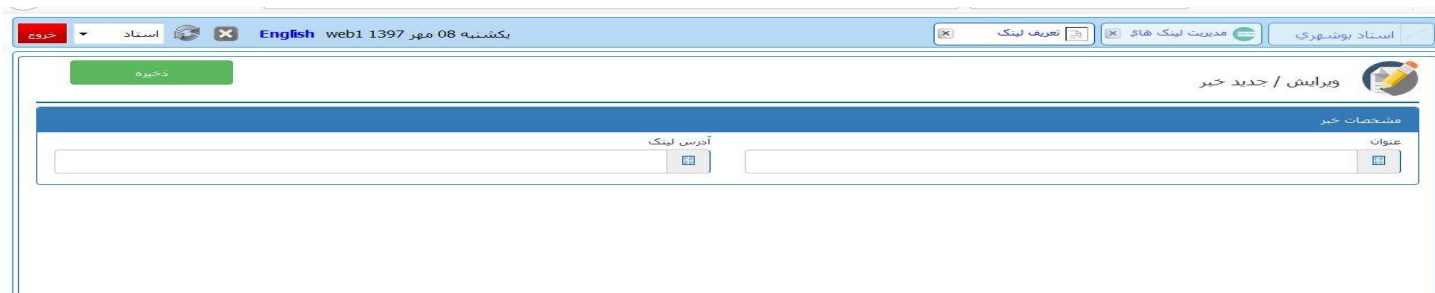 استاد بوشهري مدیریت لینک های تعریف لینک یکشنبه 08 مهر 1397 web1 English استاد خروج
ویرایش / جدید خبر ذخیره
مشخصات خبر
عنوان آدرس لینک